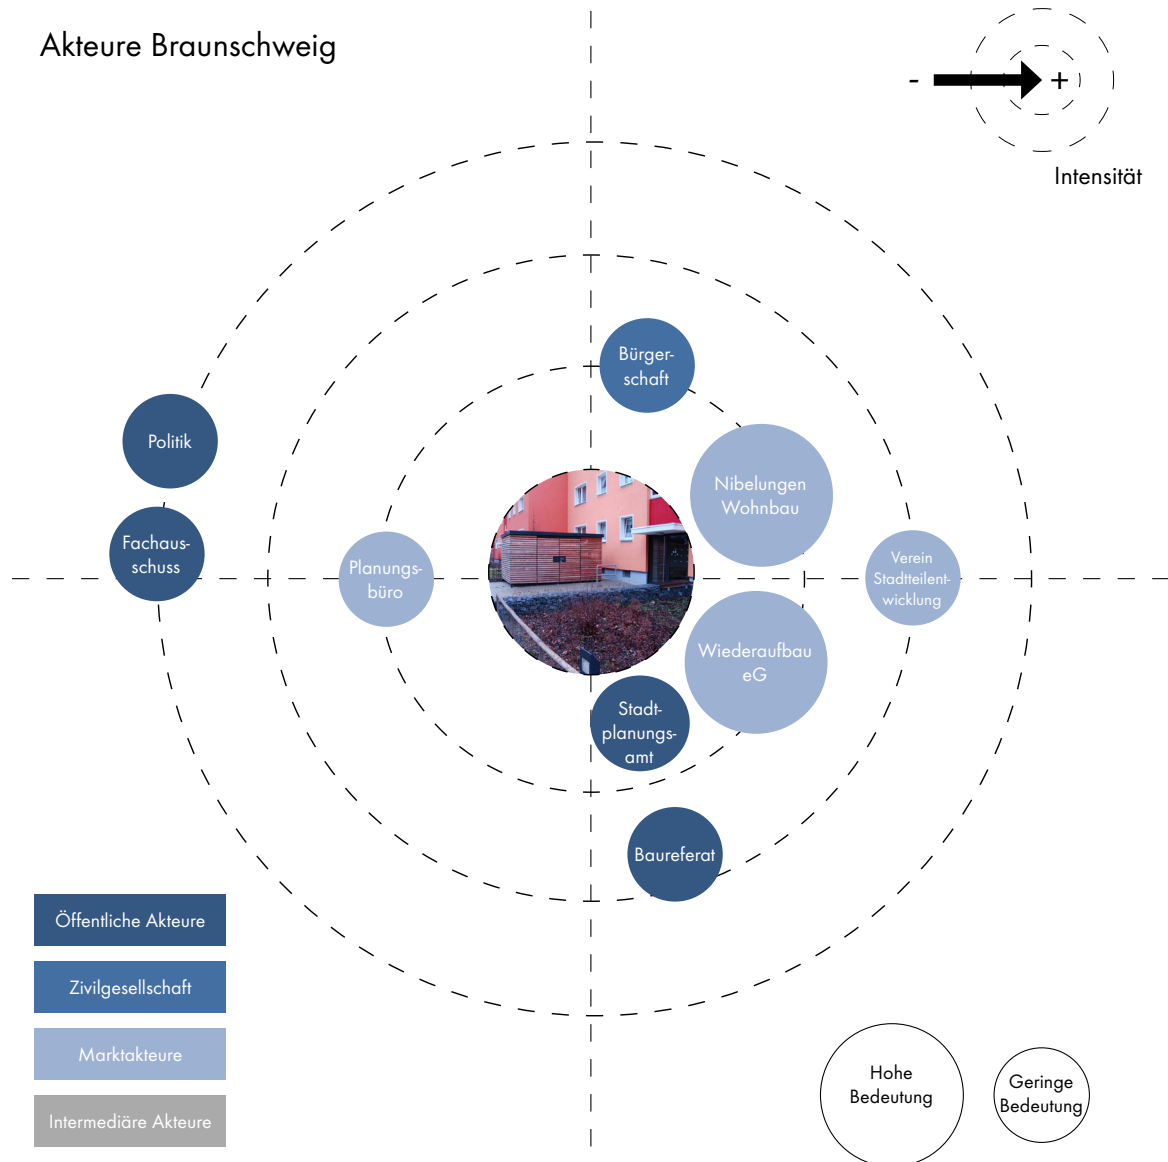 Akteure Braunschweig
- +
Intensität
Bürger-
schaft
Politik
Nibelungen
Wohnbau
Fachaus-
schuss
Planungs-
büro
Verein
Stadtteilent-
wicklung
Wiederaufbau
eG
Stadt-
planungs-
amt
Baureferat
Öffentliche Akteure
Zivilgesellschaft
Marktakteure
Intermediäre Akteure
Hohe
Bedeutung
Geringe
Bedeutung